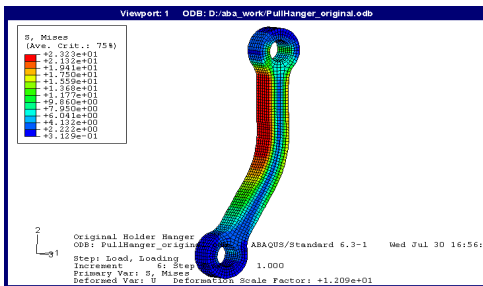 Viewport: 1 ODB: D:/aba_work/PullHanger_original.odb
S, Mises
(Ave. Crit.: 75%)
+2.323e+01
+2.132e+01
+1.941e+01
+1.750e+01
+1.559e+01
+1.368e+01
+1.177e+01
+9.860e+00
+7.950e+00
+6.041e+00
+4.132e+00
+2.222e+00
+3.129e-01
2
3 1
Original Holder Hanger
ODB: PullHanger_original ABAQUS/Standard 6.3-1 Wed Jul 30 16:56:
Step: Load, Loading
Increment 6: Step 1.000
Primary Var: S, Mises
Deformed Var: U Deformation Scale Factor: +1.209e+01